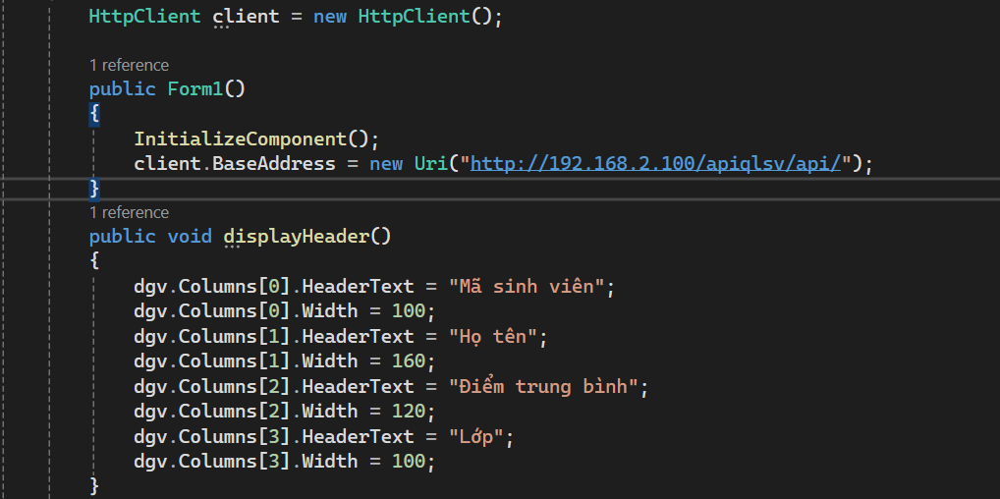 HttpClient client = new HttpClient();
1 reference
public Form1()
{
InitializeComponent();
client.BaseAddress = new Uri("http://192.168.2.100/apiqlsv/api/");
}
1 reference
public void displayHeader()
{
dgv.Columns[0].HeaderText = "Mã sinh viên";
dgv.Columns[0].Width = 100;
dgv.Columns[1].HeaderText = "Họ tên";
dgv.Columns[1].Width = 160;
dgv.Columns[2].HeaderText = "Điểm trung bình";
dgv.Columns[2].Width = 120;
dgv.Columns[3].HeaderText = "Lớp";
dgv.Columns[3].Width = 100;
}